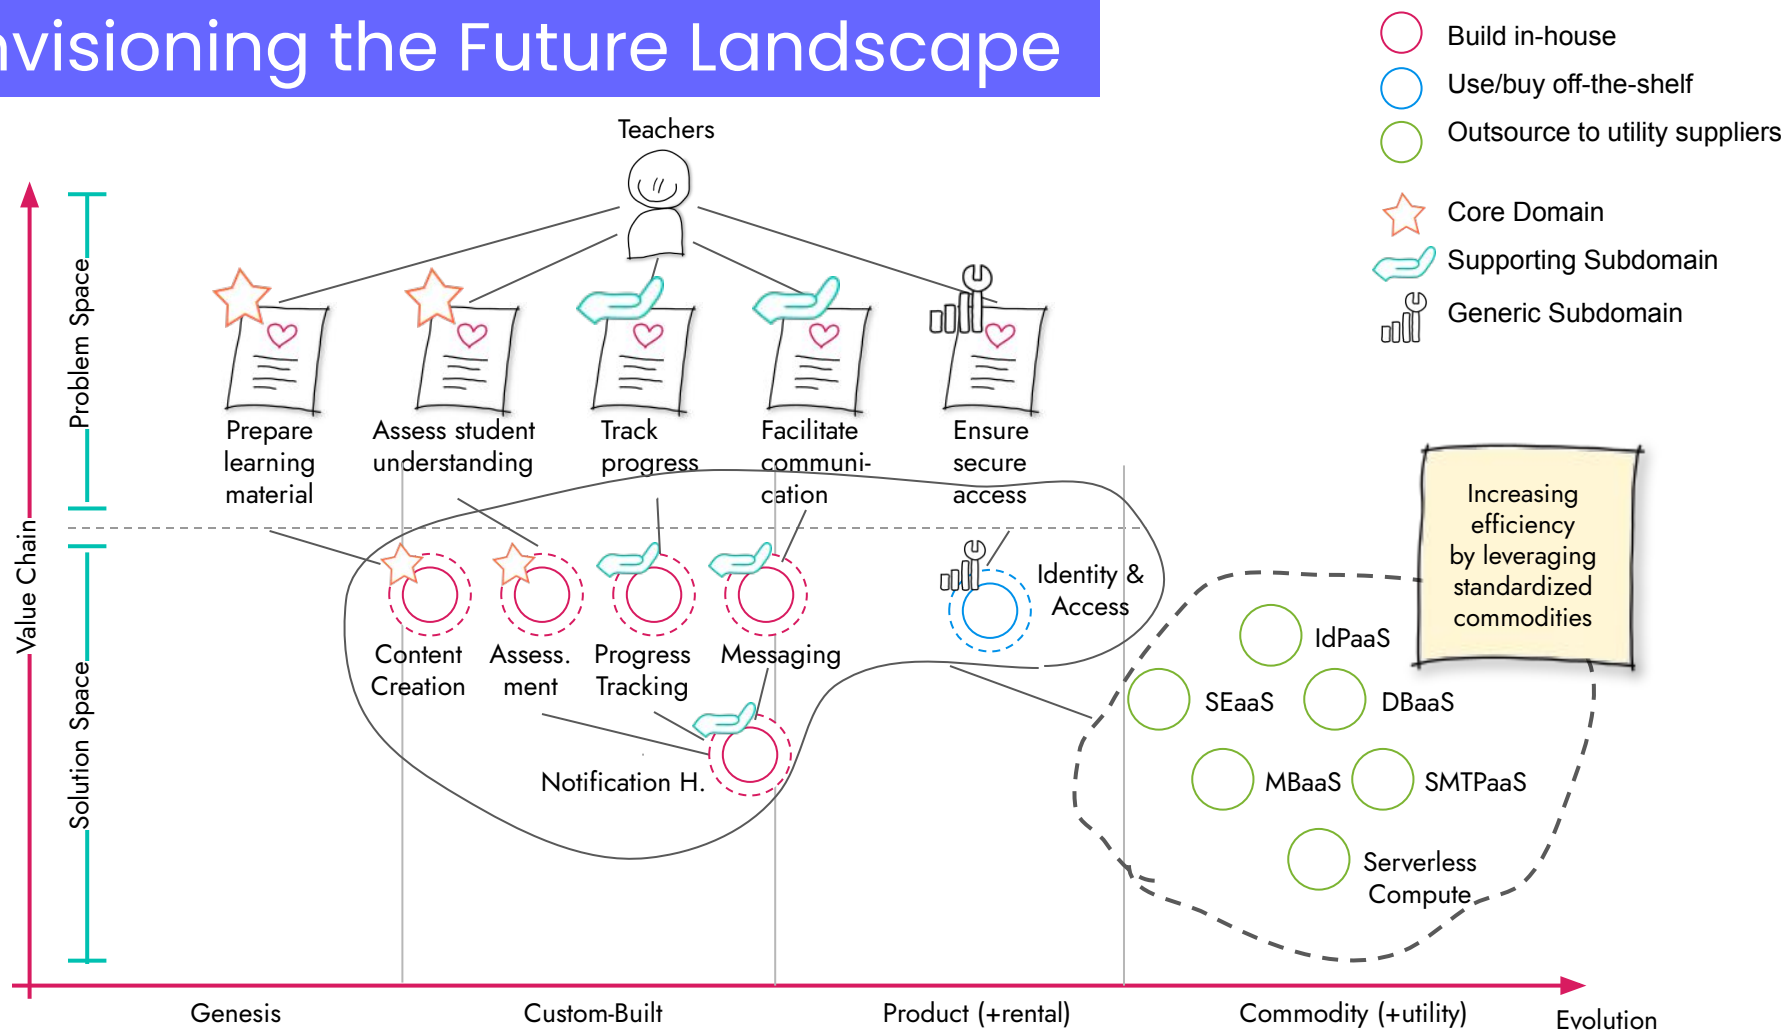 nvisioning the Future Landscape
Build in-house
Use/buy off-the-shelf
Outsource to utility suppliers
Core Domain
Supporting Subdomain
Generic Subdomain
Teachers
Value Chain
Problem Space
Solution Space
Prepare
learning
material
Assess student
understanding
Track
progress
Facilitate
communi-
cation
Ensure
secure
access
Content
Creation
Assess.
ment
Progress
Tracking
Messaging
Identity &
Access
Notification H.
Increasing
efficiency
by leveraging
standardized
commodities
IdPaaS
SEaaS
DBaaS
MBaaS
SMTPaaS
Serverless
Compute
Genesis
Custom-Built
Product (+rental)
Commodity (+utility)
Evolution